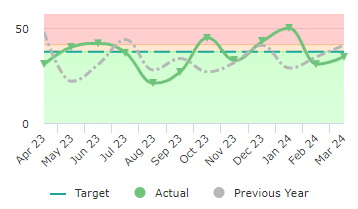 50
0
Apr 23
May 23
Jun 23
Jul 23
Aug 23
Sep 23
Oct 23
Nov 23
Dec 23
Jan 24
Feb 24
Mar 24
Target Actual Previous Year